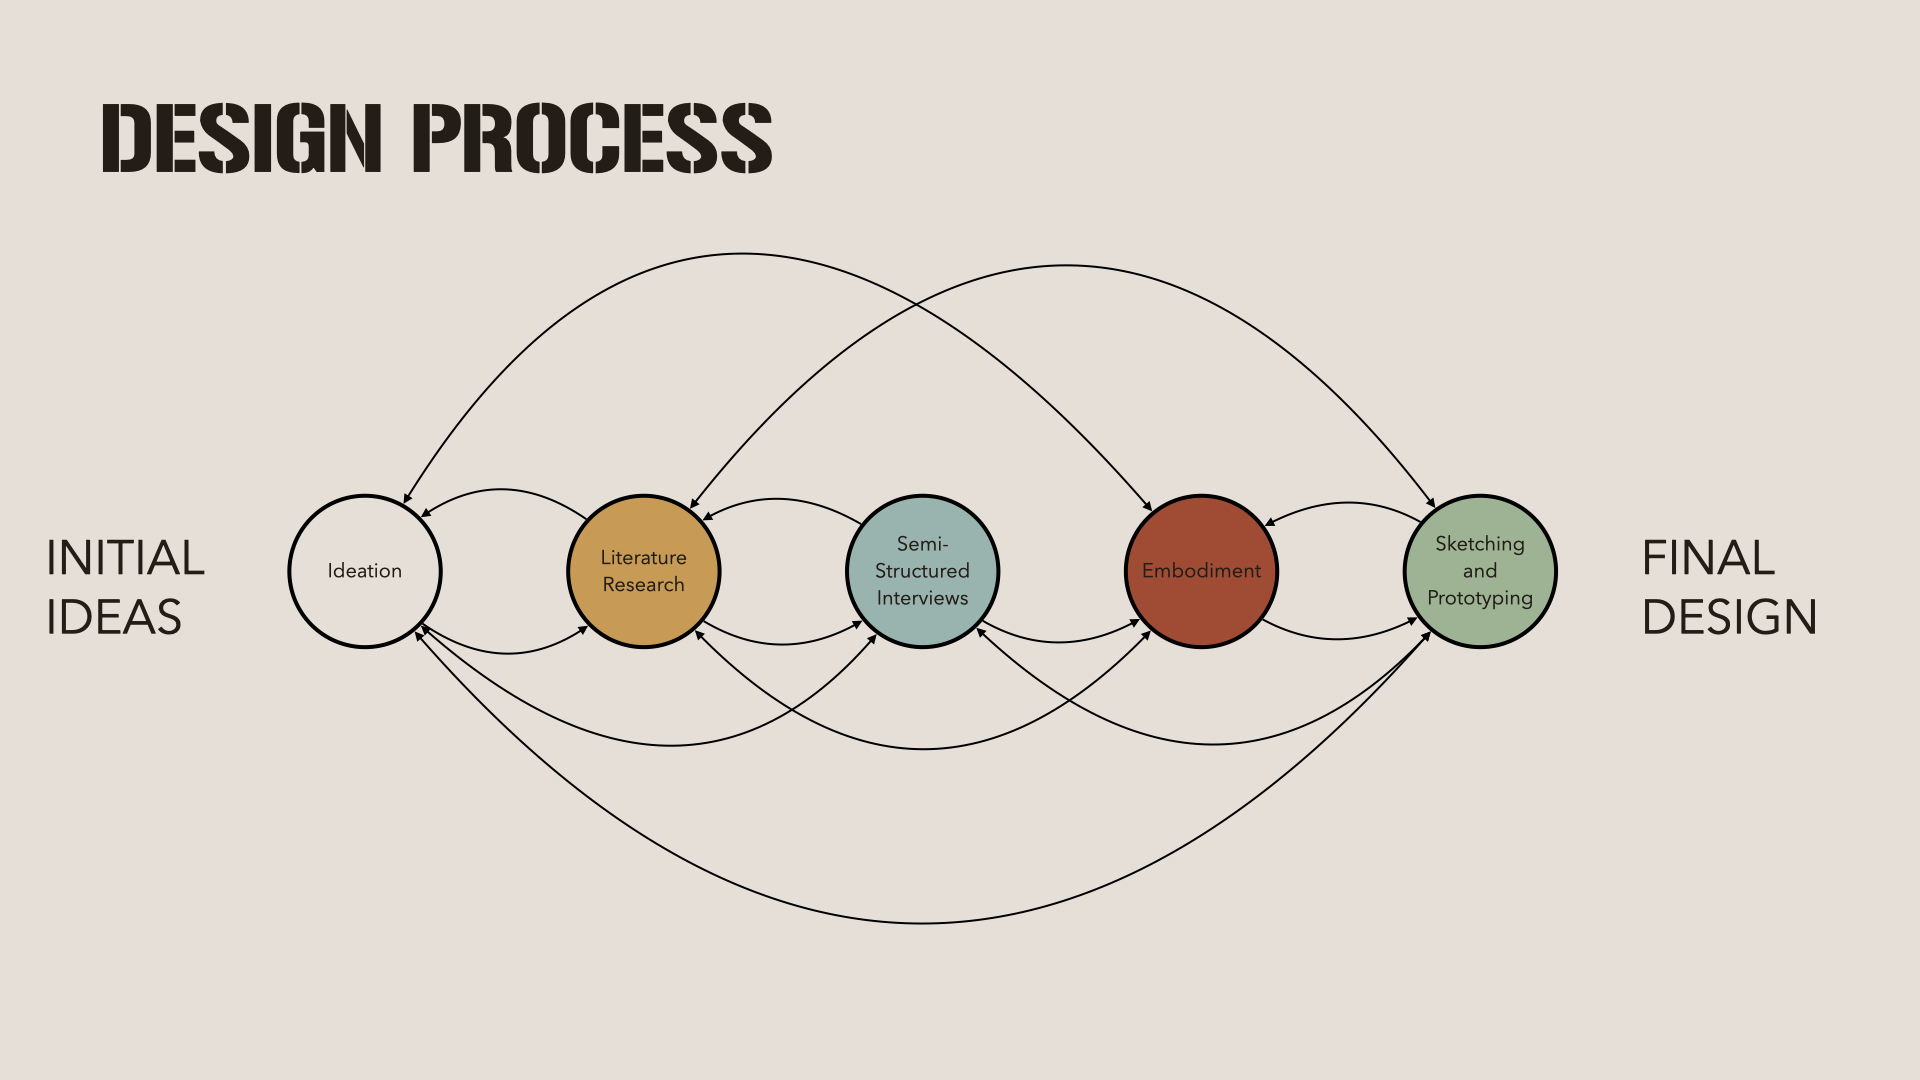 DESIGN PROCESS
INITIAL
IDEAS
Ideation
Literature
Research
Semi-
Structured
Interviews
Embodiment
Sketching
and
Prototyping
FINAL
DESIGN